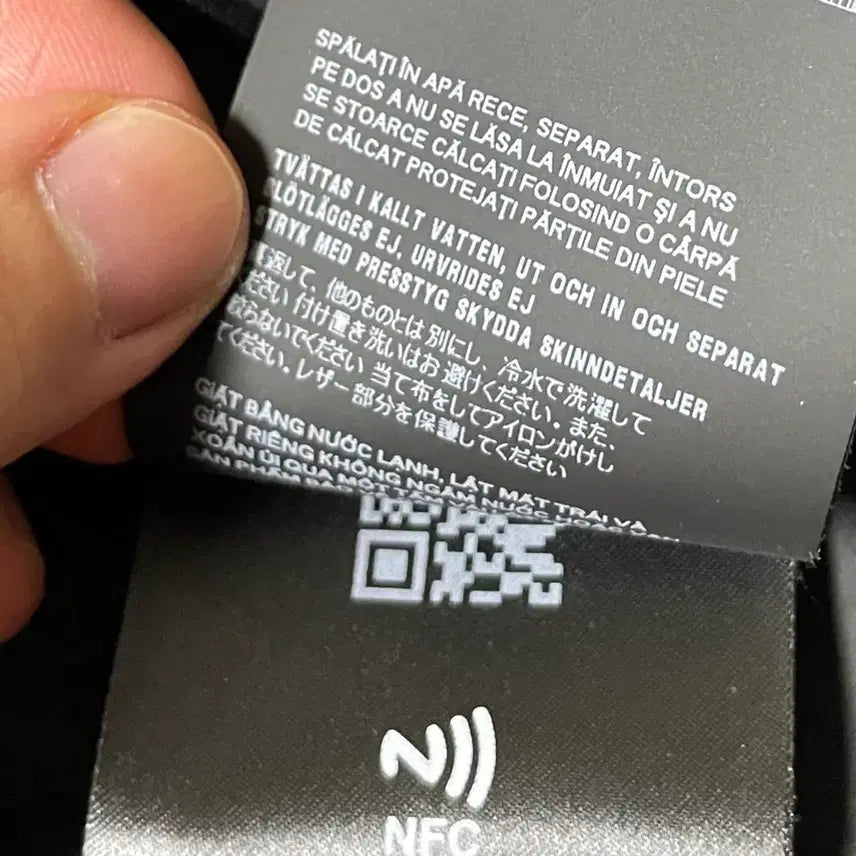 SPĂLAȚI ÎN APĂ RECE, SEPARAT, ÎNTORS
PE DOS A NU SE LĂSA LA ÎNMUIAT ȘI A NU
SE STOARCE CĂLCAȚI FOLOSIND O CÂRPĂ
DE CĂLCAT PROTEJAȚI PĂRȚILE DIN PIELE
TVÄTTAS I KALLT VATTEN, UT OCH IN OCH SEPARAT
BLÖTLÄGGES EJ, URVRIDES EJ
STRYK MED PRESSTYG SKYDDA SKINNDETALJER
返して、他のものとは別にし、冷水で洗濯して
ください 付け置き洗いはお避けください。また、
絞らないでください 当て布をしてアイロンがけし
てください。レザー部分を保護してください
GIẶT BẰNG NƯỚC LẠNH, LẬT MẶT TRÁI VÀ
GIẶT RIÊNG KHÔNG NGÂM NƯỚC HOẶC
XOẮN ỦI QUA MỘT
NFC